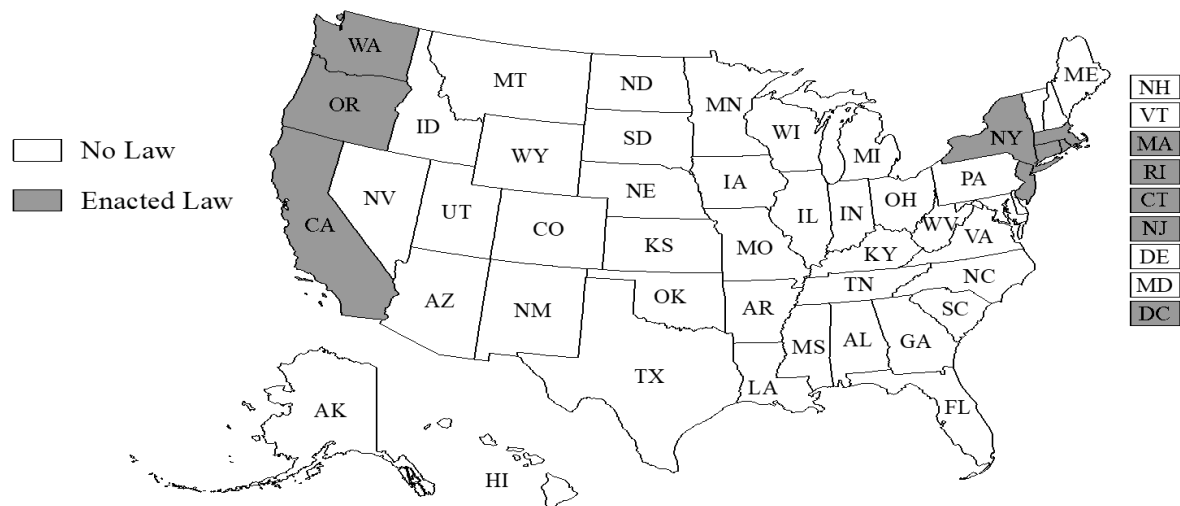 No Law
Enacted Law
WA
OR
CA
ID
NV
MT
WY
UT
AZ
CO
NM
ND
SD
NE
KS
OK
TX
MN
IA
MO
AR
LA
WI
IL
MI
IN
OH
KY
TN
MS
AL
GA
FL
SC
NC
VA
WV
PA
NY
ME
AK
HI
NH
VT
MA
RI
CT
NJ
DE
MD
DC